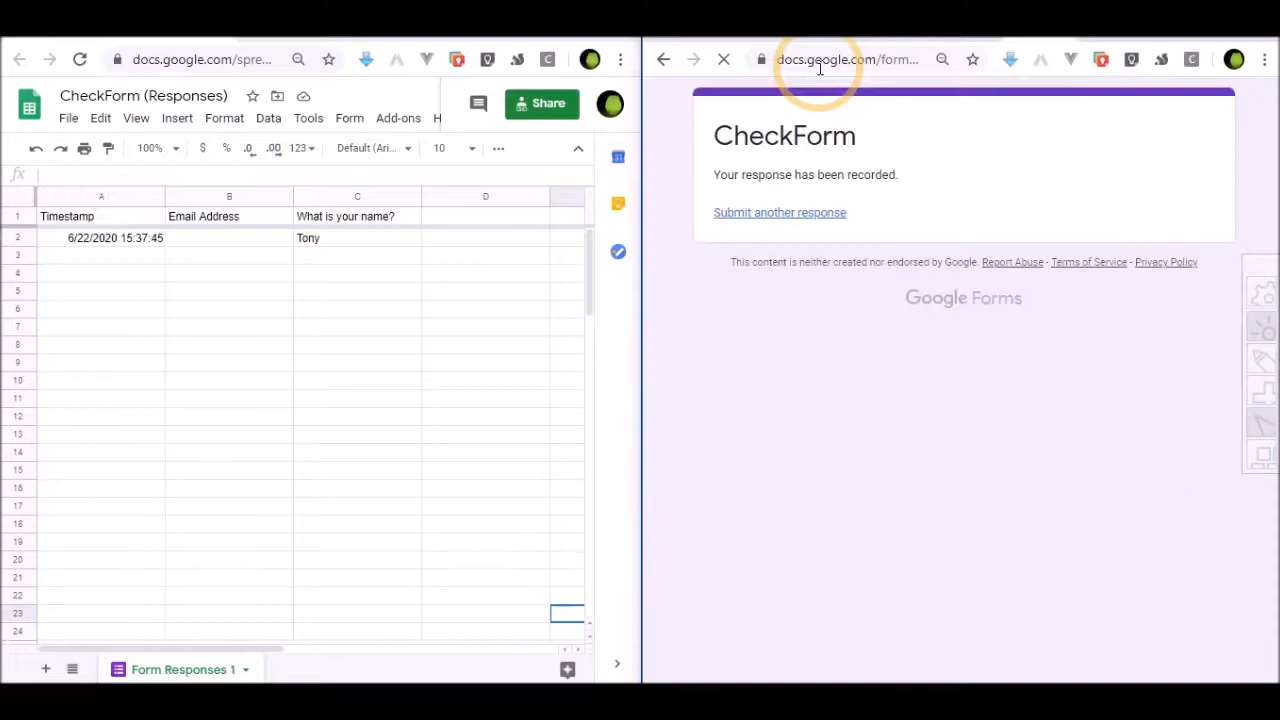 docs.google.com/spre...
CheckForm (Responses)
Share
File Edit View Insert Format Data Tools Form Add-ons H
100% $ % .0 .00 123 Default (Ari... 10
fx
A B C D
1 Timestamp Email Address What is your name?
2 6/22/2020 15:37:45 Tony
3
4
5
6
7
8
9
10
11
12
13
14
15
16
17
18
19
20
21
22
23
24
Form Responses 1
docs.google.com/form...
CheckForm
Your response has been recorded.
Submit another response
This content is neither created nor endorsed by Google. Report Abuse - Terms of Service - Privacy Policy
Google Forms